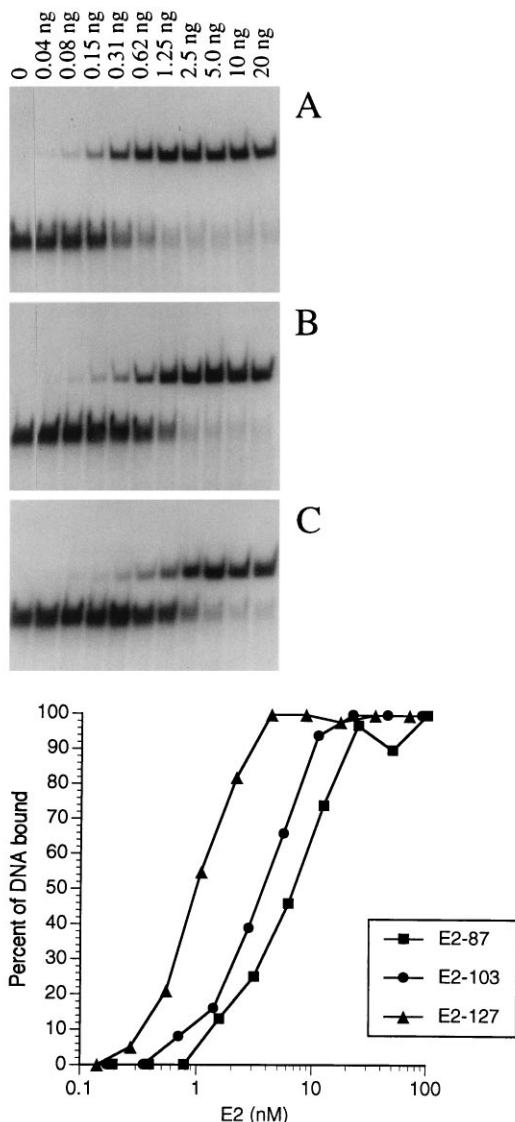 0 0.04 ng 0.08 ng 0.15 ng 0.31 ng 0.62 ng 1.25 ng 2.5 ng 5.0 ng 10 ng 20 ng
A
B
C
100
90
80
70
60
50
40
30
20
10
0
Percent of DNA bound
0.1 1 10 100
E2 (nM)
E2-87
E2-103
E2-127